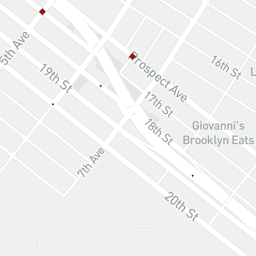 5th Ave
19th St
Prospect Ave
16th St
17th St
18th St
Giovanni's
Brooklyn Eats
7th Ave
20th St